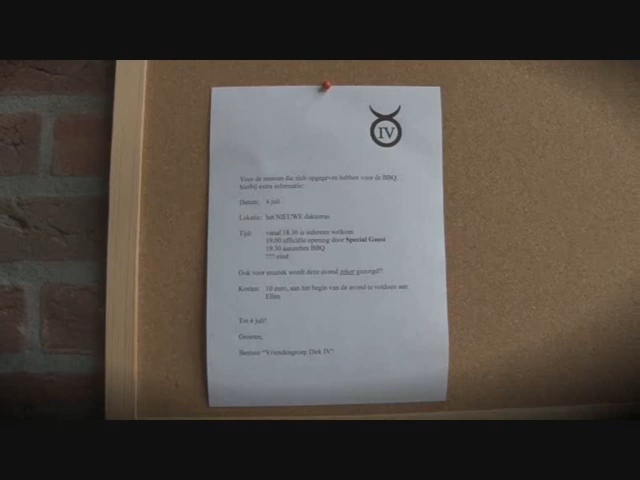 IV
Voor de mensen die zich opgegeven hebben voor de BBQ,
hierbij extra informatie:
Datum: 4 juli
Locatie: het NIEUWE dakterras
Tijd: vanaf 18.30 is iedereen welkom
19.00 officiële opening door Special Guest
19.30 aansteken BBQ
??? eind
Ook voor muziek wordt deze avond zeker gezorgd!!
Kosten: 10 euro, aan het begin van de avond te voldoen aan
Ellen
Tot 4 juli!
Groeten,
Bestuur "Vriendengroep Dirk IV"